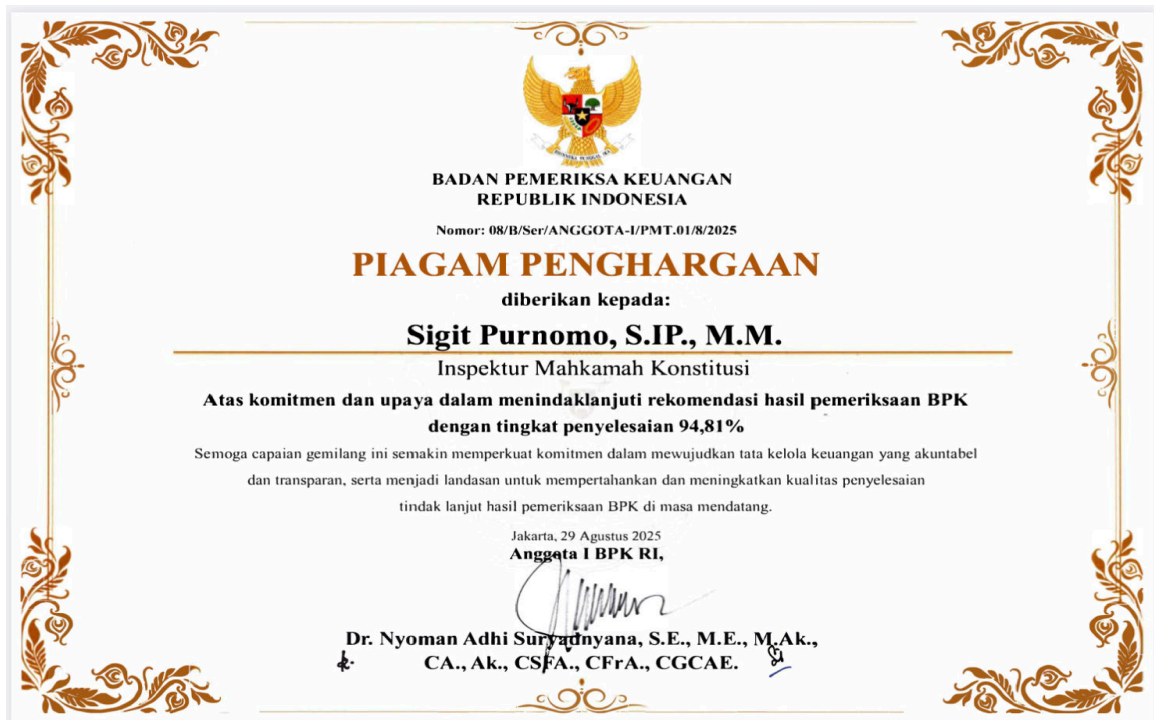 BADAN PEMERIKSA KEUANGAN
REPUBLIK INDONESIA
Nomor: 08/B/Ser/ANGGOTA-I/PMT.01/8/2025
PIAGAM PENGHARGAAN
diberikan kepada:
Sigit Purnomo, S.IP., M.M.
Inspektur Mahkamah Konstitusi
Atas komitmen dan upaya dalam menindaklanjuti rekomendasi hasil pemeriksaan BPK
dengan tingkat penyelesaian 94,81%
Semoga capaian gemilang ini semakin memperkuat komitmen dalam mewujudkan tata kelola keuangan yang akuntabel
dan transparan, serta menjadi landasan untuk mempertahankan dan meningkatkan kualitas penyelesaian
tindak lanjut hasil pemeriksaan BPK di masa mendatang.
Jakarta, 29 Agustus 2025
Anggota I BPK RI,
Dr. Nyoman Adhi Suryadnyana, S.E., M.E., M.Ak.,
CA., Ak., CSFA., CFrA., CGCAE.